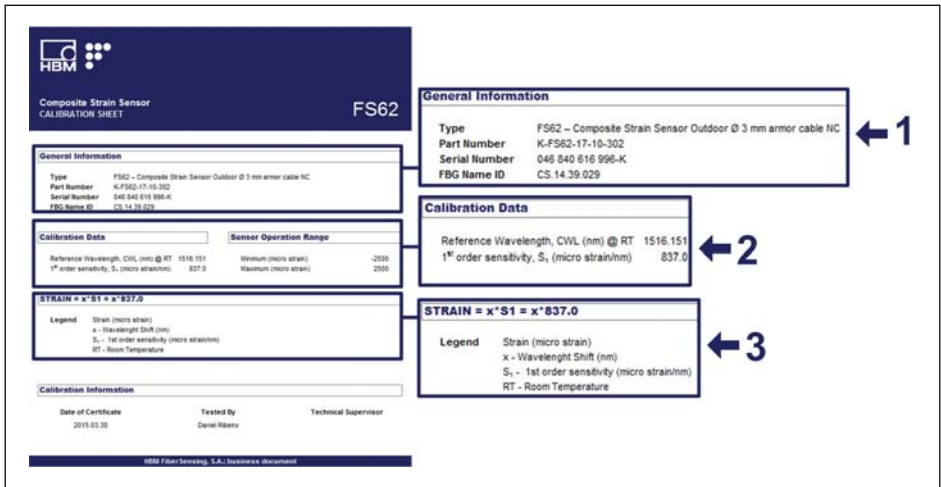 HBM
Composite Strain Sensor
CALIBRATION SHEET
FS62
General Information
Type FS62 – Composite Strain Sensor Outdoor Ø 3 mm armor cable NC
Part Number K-FS62-17-10-302
Serial Number 046 840 616 996-K
FBG Name ID CS.14.39.029
Calibration Data
Reference Wavelength, CWL (nm) @ RT 1516.151
1st order sensitivity, S₁ (micro strain/nm) 837.0
Sensor Operation Range
Minimum (micro strain) -2500
Maximum (micro strain) 2500
STRAIN = x*S1 = x*837.0
Legend Strain (micro strain)
x - Wavelenght Shift (nm)
S₁ - 1st order sensitivity (micro strain/nm)
RT - Room Temperature
Calibration Information
Date of Certificate Tested By Technical Supervisor
2015.03.30 Daniel Ribeiro
HBM FiberSensing, S.A.: business document
General Information
Type FS62 – Composite Strain Sensor Outdoor Ø 3 mm armor cable NC
Part Number K-FS62-17-10-302
Serial Number 046 840 616 996-K
FBG Name ID CS.14.39.029
1
Calibration Data
Reference Wavelength, CWL (nm) @ RT 1516.151
1st order sensitivity, S₁ (micro strain/nm) 837.0
2
STRAIN = x*S1 = x*837.0
Legend Strain (micro strain)
x - Wavelenght Shift (nm)
S₁ - 1st order sensitivity (micro strain/nm)
RT - Room Temperature
3